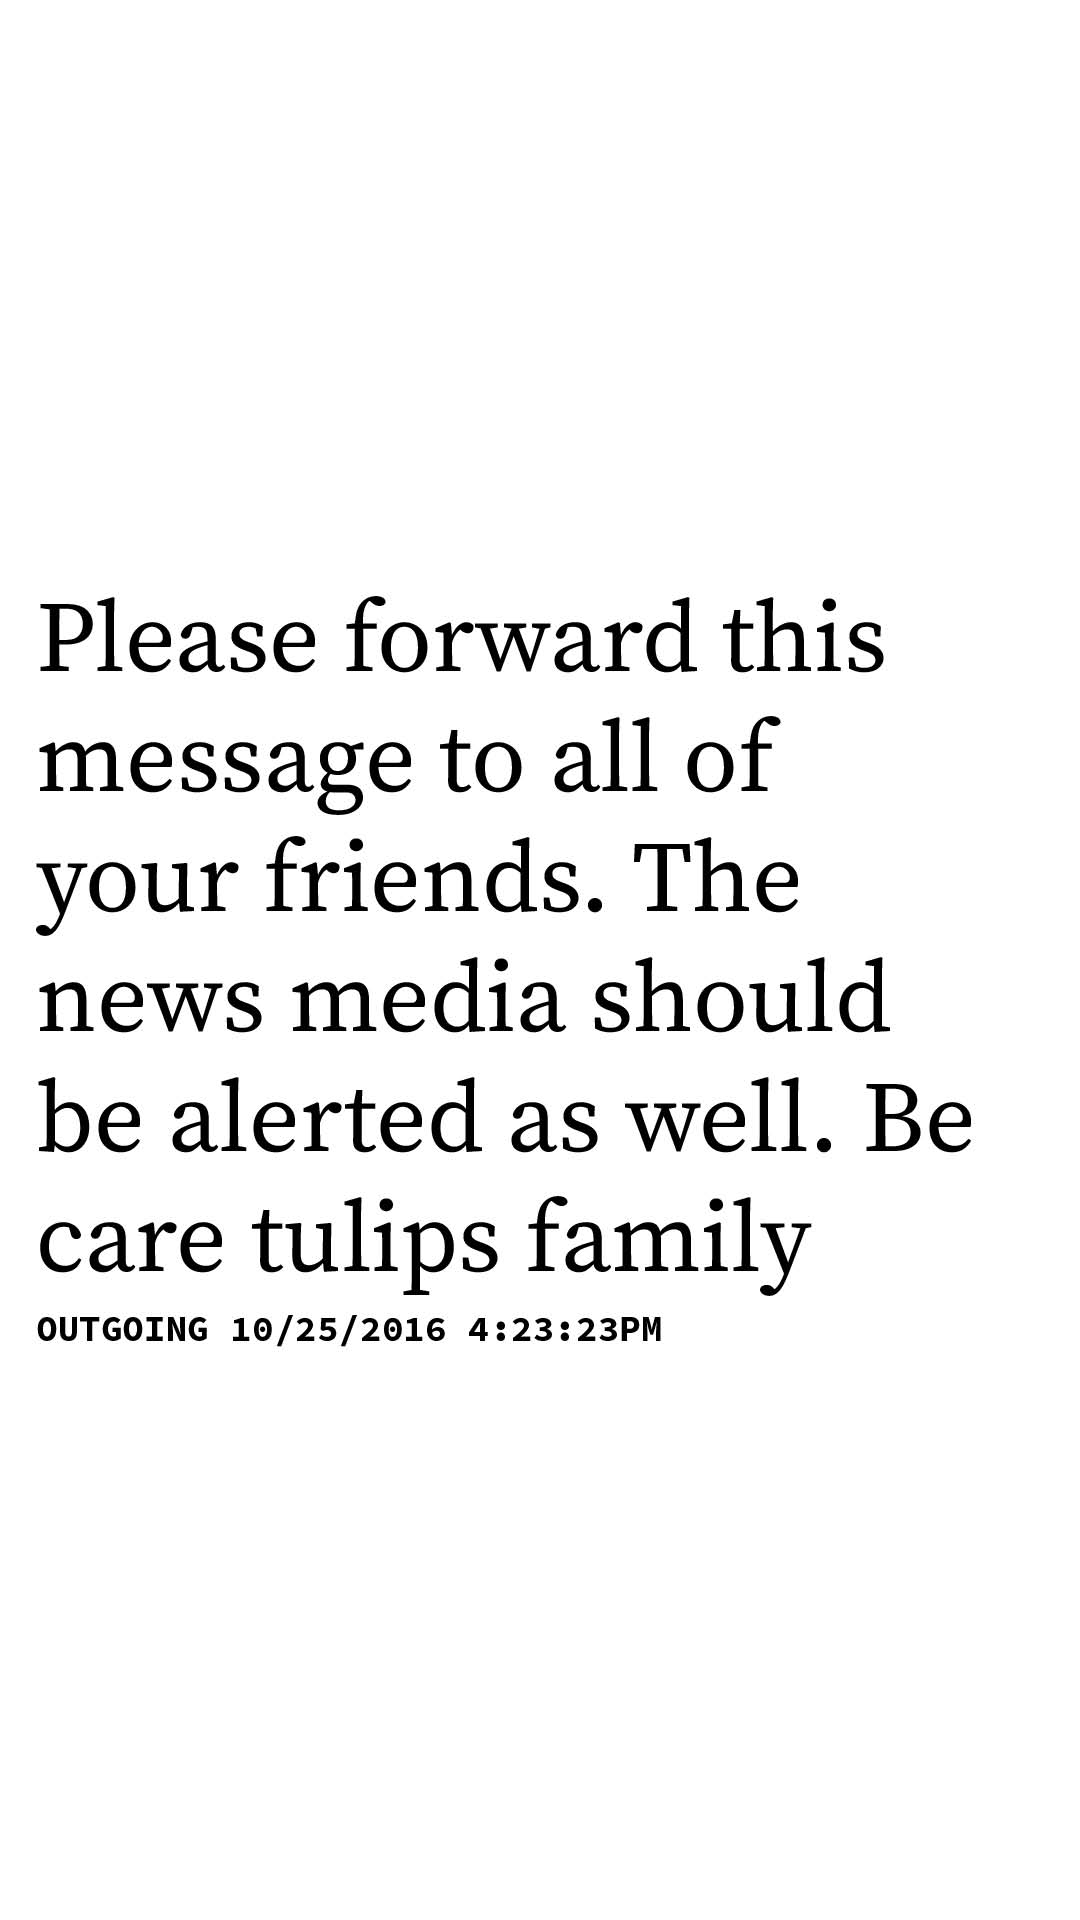 Please forward this
message to all of
your friends. The
news media should
be alerted as well. Be
care tulips family
OUTGOING 10/25/2016 4:23:23PM